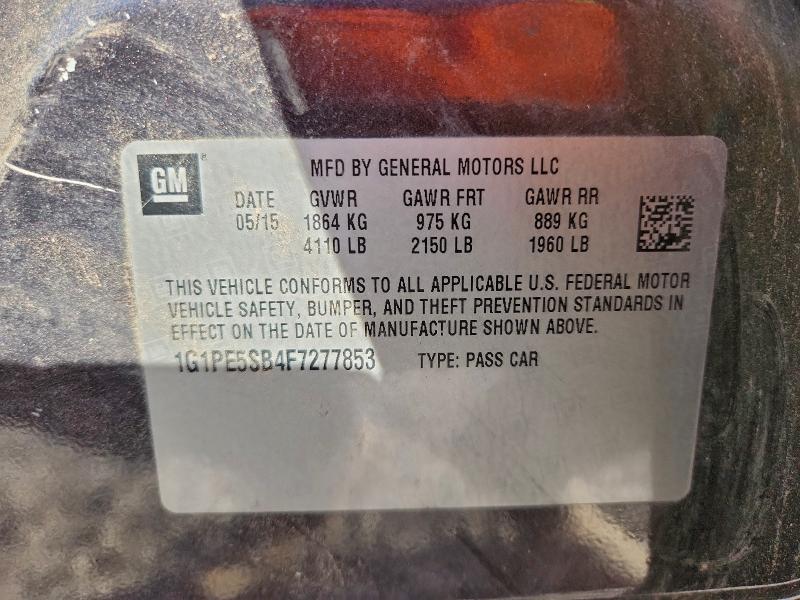 GM®
MFD BY GENERAL MOTORS LLC
DATE GVWR GAWR FRT GAWR RR
05/15 1864 KG 975 KG 889 KG
4110 LB 2150 LB 1960 LB
THIS VEHICLE CONFORMS TO ALL APPLICABLE U.S. FEDERAL MOTOR
VEHICLE SAFETY, BUMPER, AND THEFT PREVENTION STANDARDS IN
EFFECT ON THE DATE OF MANUFACTURE SHOWN ABOVE.
1G1PE5SB4F7277853 TYPE: PASS CAR